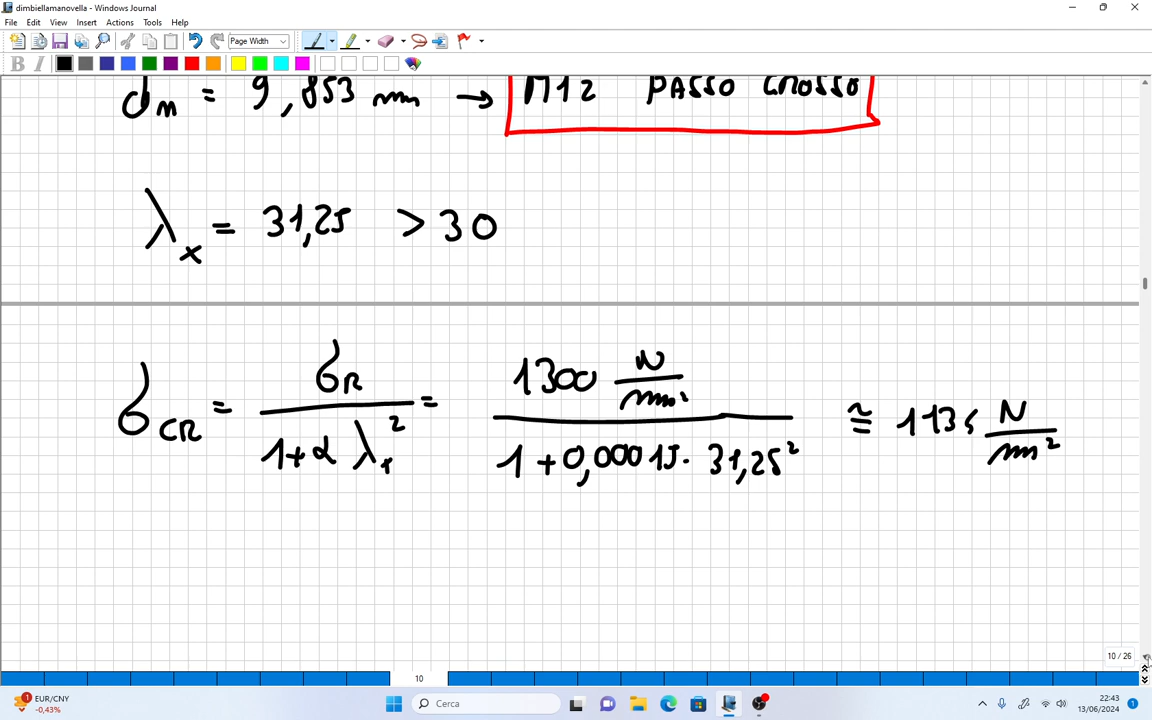 dimbiellamanovella - Windows Journal
File Edit View Insert Actions Tools Help
Page Width
B I
dm = 9,853 mm → M12 PASSO GROSSO
λx = 31,25 > 30
σCR = σR / (1+α λx²) = 1300 N/mm² / (1+0,00015·31,25²) ≅ 1134 N/mm²
10 / 26
10
EUR/CNY
-0,43%
Cerca
22:43
13/06/2024
1